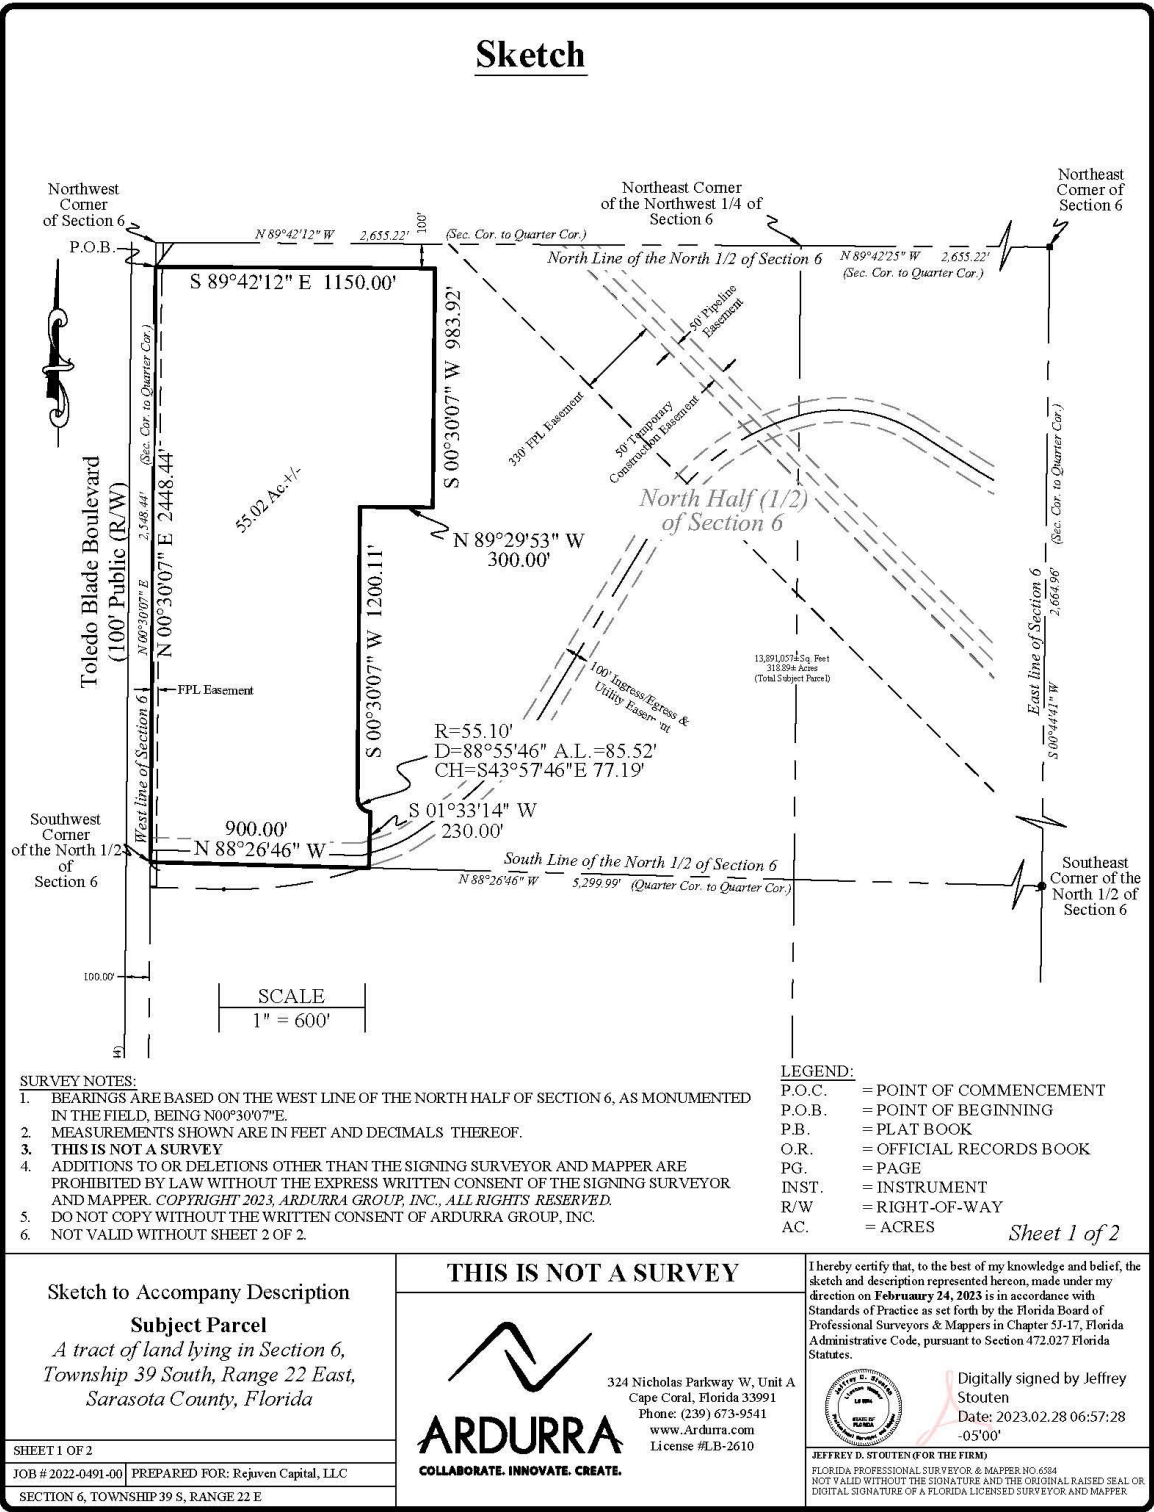 Sketch
Northwest
Corner
of Section 6
P.O.B.
N 89°42'12" W 2,655.22'
100'
(Sec. Cor. to Quarter Cor.)
Northeast Corner
of the Northwest 1/4 of
Section 6
Northeast
Corner of
Section 6
North Line of the North 1/2 of Section 6
N 89°42'25" W 2,655.22'
(Sec. Cor. to Quarter Cor.)
S 89°42'12" E 1150.00'
S 00°30'07" W 983.92'
50' Pipeline
Easement
330' FPL Easement
50' Temporary
Construction Easement
North Half (1/2)
of Section 6
Toledo Blade Boulevard
(100' Public (R/W)
N 00°30'07" E 2,548.44' (Sec. Cor. to Quarter Cor.)
N 00°30'07" E 2448.44'
55.02 Ac.+/-
N 89°29'53" W
300.00'
S 00°30'07" W 1200.11'
FPL Easement
West line of Section 6
13,891,057± Sq. Feet
318.89± Acres
(Total Subject Parcel)
East line of Section 6
S 00°44'41" W 2,664.96' (Sec. Cor. to Quarter Cor.)
100' Ingress/Egress &
Utility
R=55.10'
D=88°55'46" A.L.=85.52'
CH=S43°57'46"E 77.19'
S 01°33'14" W
230.00'
Southwest
Corner
of the North 1/2
of
Section 6
900.00'
N 88°26'46" W
South Line of the North 1/2 of Section 6
N 88°26'46" W 5,299.99' (Quarter Cor. to Quarter Cor.)
Southeast
Corner of the
North 1/2 of
Section 6
100.00'
SCALE
1" = 600'
SURVEY NOTES:
1. BEARINGS ARE BASED ON THE WEST LINE OF THE NORTH HALF OF SECTION 6, AS MONUMENTED
IN THE FIELD, BEING N00°30'07"E.
2. MEASUREMENTS SHOWN ARE IN FEET AND DECIMALS THEREOF.
3. THIS IS NOT A SURVEY
4. ADDITIONS TO OR DELETIONS OTHER THAN THE SIGNING SURVEYOR AND MAPPER ARE
PROHIBITED BY LAW WITHOUT THE EXPRESS WRITTEN CONSENT OF THE SIGNING SURVEYOR
AND MAPPER. COPYRIGHT 2023, ARDURRA GROUP, INC., ALL RIGHTS RESERVED.
5. DO NOT COPY WITHOUT THE WRITTEN CONSENT OF ARDURRA GROUP, INC.
6. NOT VALID WITHOUT SHEET 2 OF 2.
LEGEND:
P.O.C. = POINT OF COMMENCEMENT
P.O.B. = POINT OF BEGINNING
P.B. = PLAT BOOK
O.R. = OFFICIAL RECORDS BOOK
PG. = PAGE
INST. = INSTRUMENT
R/W = RIGHT-OF-WAY
AC. = ACRES
Sheet 1 of 2
Sketch to Accompany Description
Subject Parcel
A tract of land lying in Section 6,
Township 39 South, Range 22 East,
Sarasota County, Florida
SHEET 1 OF 2
JOB # 2022-0491-00 PREPARED FOR: Rejuven Capital, LLC
SECTION 6, TOWNSHIP 39 S, RANGE 22 E
THIS IS NOT A SURVEY
ARDURRA
COLLABORATE. INNOVATE. CREATE.
324 Nicholas Parkway W, Unit A
Cape Coral, Florida 33991
Phone: (239) 673-9541
www.Ardurra.com
License #LB-2610
I hereby certify that, to the best of my knowledge and belief, the
sketch and description represented hereon, made under my
direction on Februaury 24, 2023 is in accordance with
Standards of Practice as set forth by the Florida Board of
Professional Surveyors & Mappers in Chapter 5J-17, Florida
Administrative Code, pursuant to Section 472.027 Florida
Statutes.
Jeffrey D. Stouten
License Number
STATE OF
FLORIDA
Digitally signed by Jeffrey
Stouten
Date: 2023.02.28 06:57:28
-05'00'
JEFFREY D. STOUTEN (FOR THE FIRM)
FLORIDA PROFESSIONAL SURVEYOR & MAPPER NO. 6584
NOT VALID WITHOUT THE SIGNATURE AND THE ORIGINAL RAISED SEAL OR
DIGITAL SIGNATURE OF A FLORIDA LICENSED SURVEYOR AND MAPPER